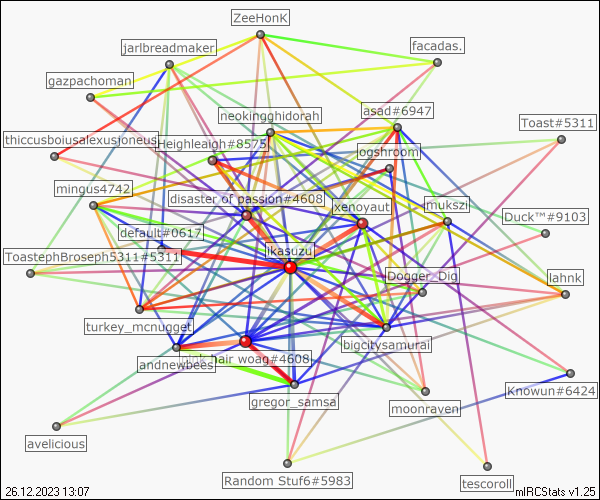 ZeeHonK
jarlbreadmaker
facadas.
gazpachoman
neokingghidorah
asad#6947
Toast#5311
thiccusboiusalexusjoneus
Heighleaigh#8575
ogshroom
mingus4742
disaster of passion#4608
xenoyaut
mukszi
Duck™#9103
default#0617
ToastephBroseph5311#5311
ikasuzu
Dogger_Dig
lahnk
turkey_mcnugget
bigcitysamurai
andnewbees
hair woag#4608
gregor_samsa
moonraven
Knowun#6424
avelicious
Random Stuf6#5983
tescoroll
26.12.2023 13:07
mIRCStats v1.25